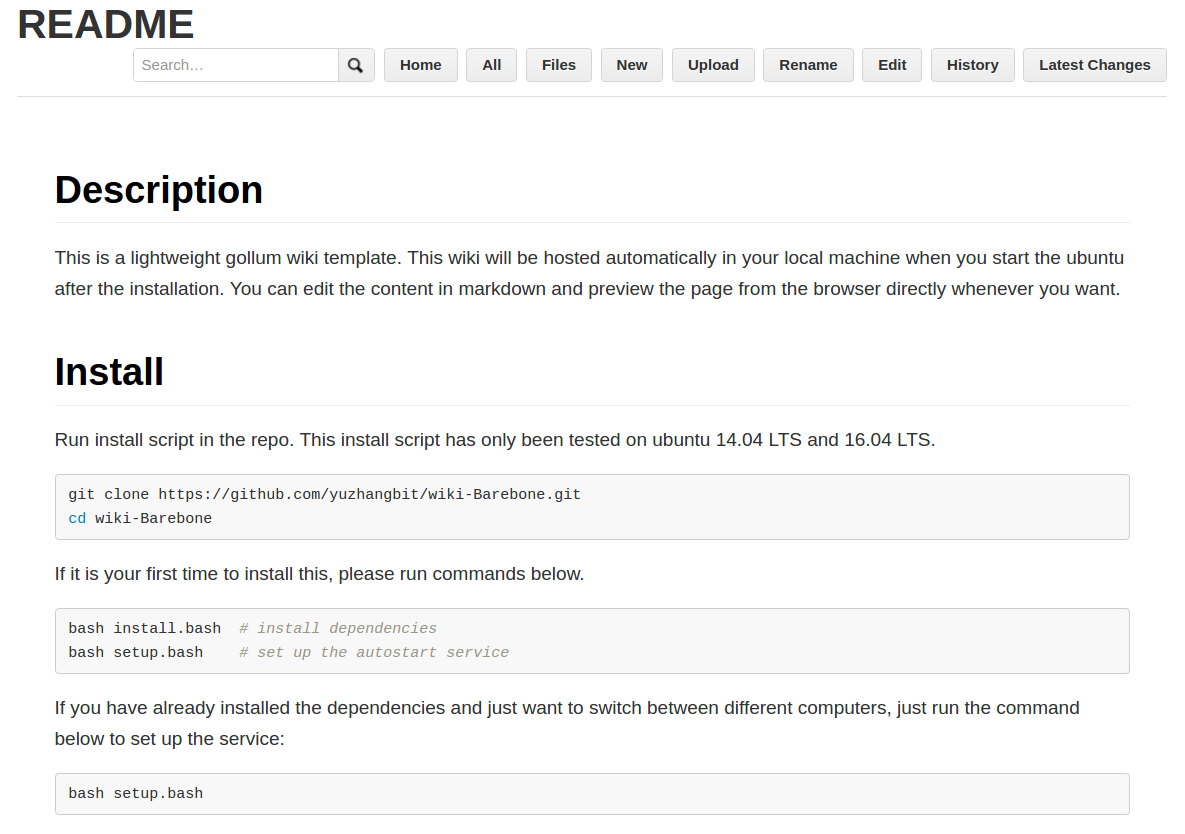 README
Search…
Home
All
Files
New
Upload
Rename
Edit
History
Latest Changes
Description
This is a lightweight gollum wiki template. This wiki will be hosted automatically in your local machine when you start the ubuntu
after the installation. You can edit the content in markdown and preview the page from the browser directly whenever you want.
Install
Run install script in the repo. This install script has only been tested on ubuntu 14.04 LTS and 16.04 LTS.
git clone https://github.com/yuzhangbit/wiki-Barebone.git
cd wiki-Barebone
If it is your first time to install this, please run commands below.
bash install.bash  # install dependencies
bash setup.bash    # set up the autostart service
If you have already installed the dependencies and just want to switch between different computers, just run the command
below to set up the service:
bash setup.bash